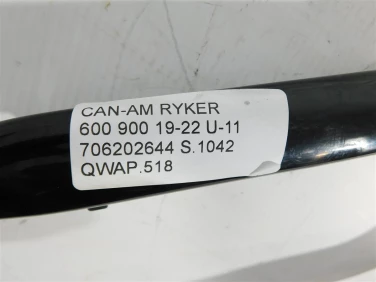 CAN-AM RYKER
600 900 19-22 U-11
706202644 S.1042
QWAP.518